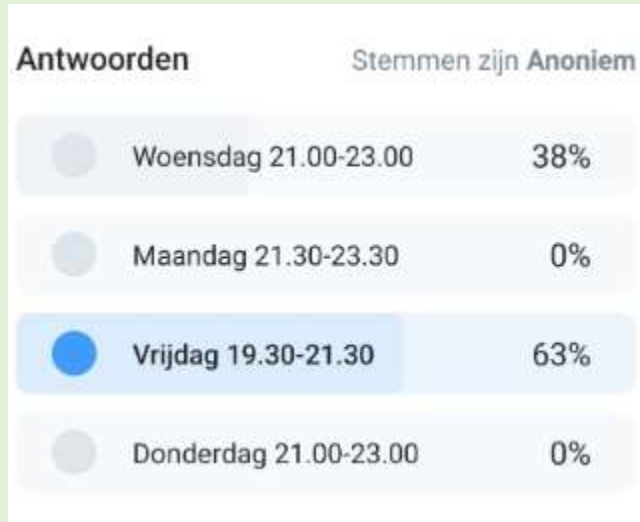 Antwoorden Stemmen zijn Anoniem
Woensdag 21.00-23.00 38%
Maandag 21.30-23.30 0%
Vrijdag 19.30-21.30 63%
Donderdag 21.00-23.00 0%